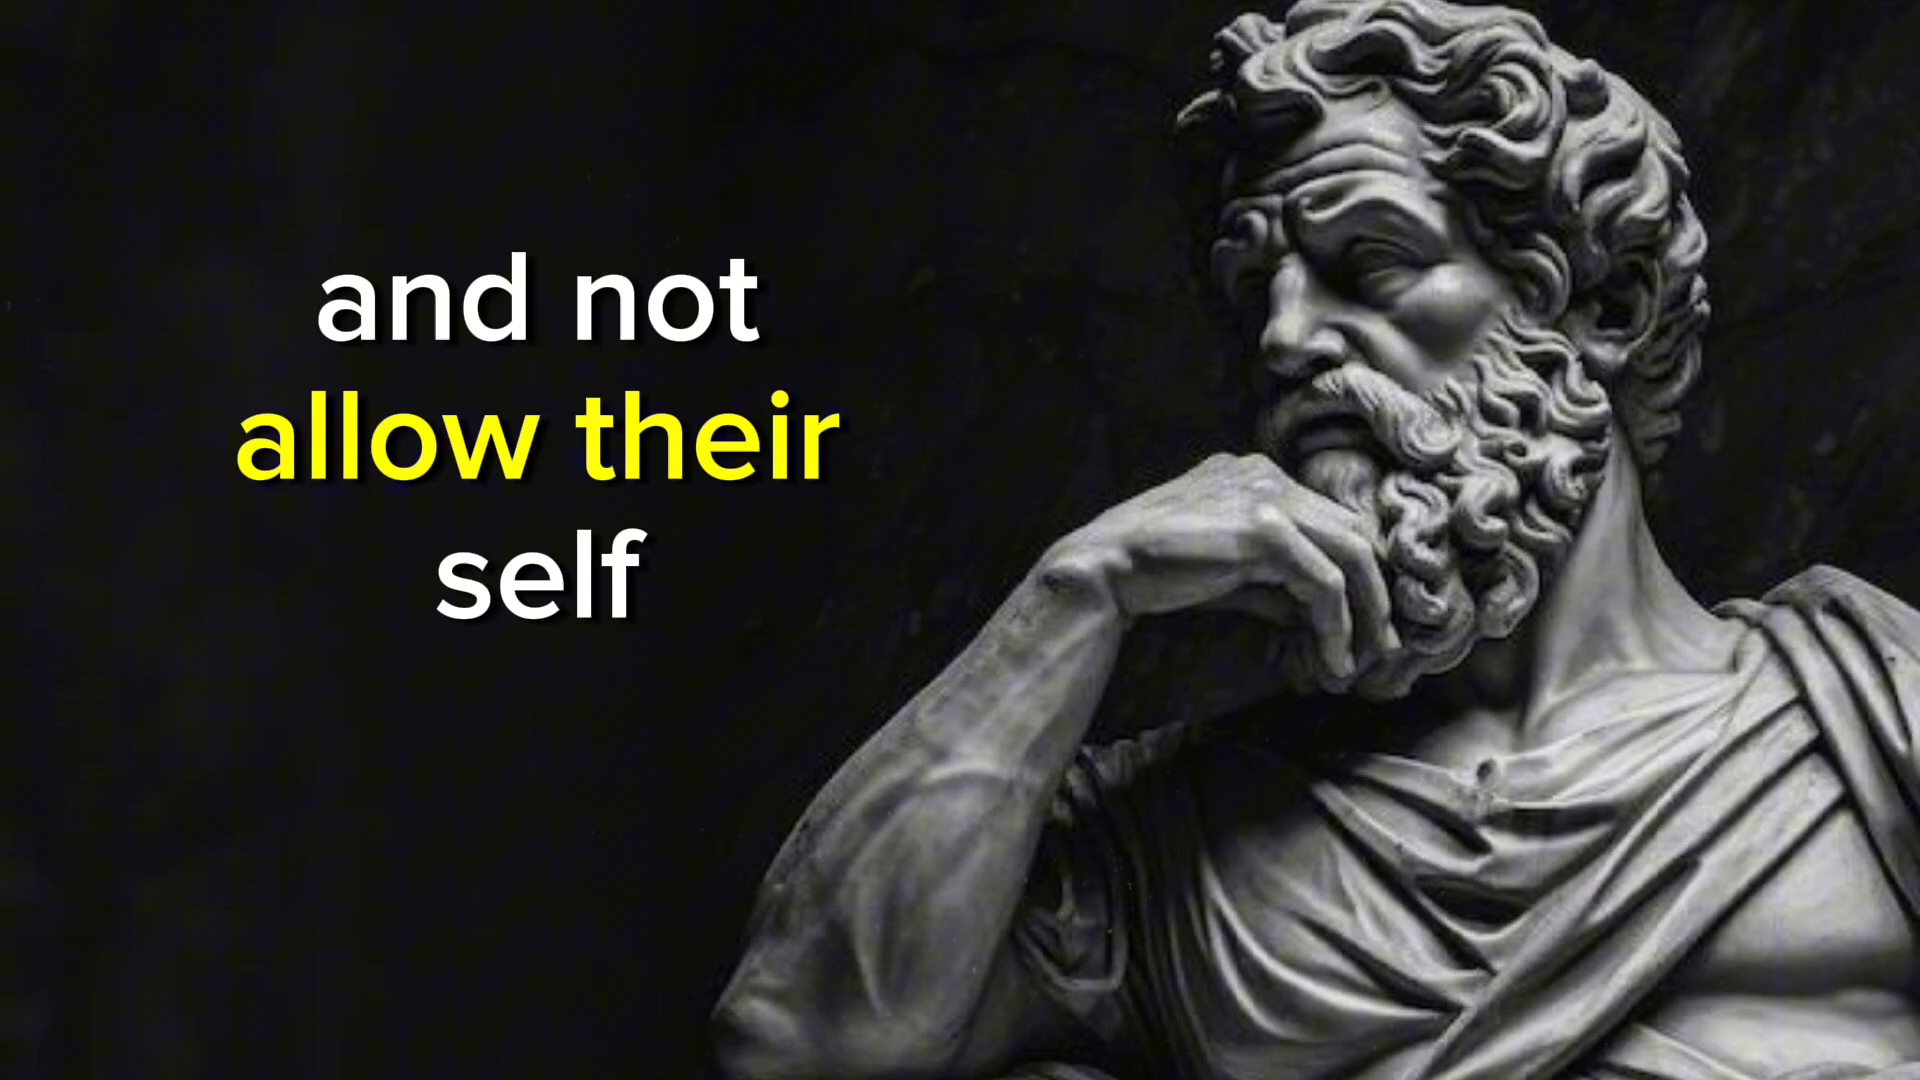 and not
allow their
self